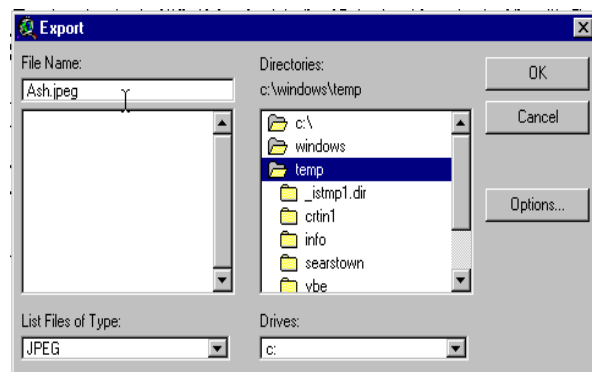 Export
File Name:
Ash.jpeg
Directories:
c:\windows\temp
c:\
windows
temp
_istmp1.dir
crtin1
info
searstown
vbe
OK
Cancel
Options...
List Files of Type:
JPEG
Drives:
c: